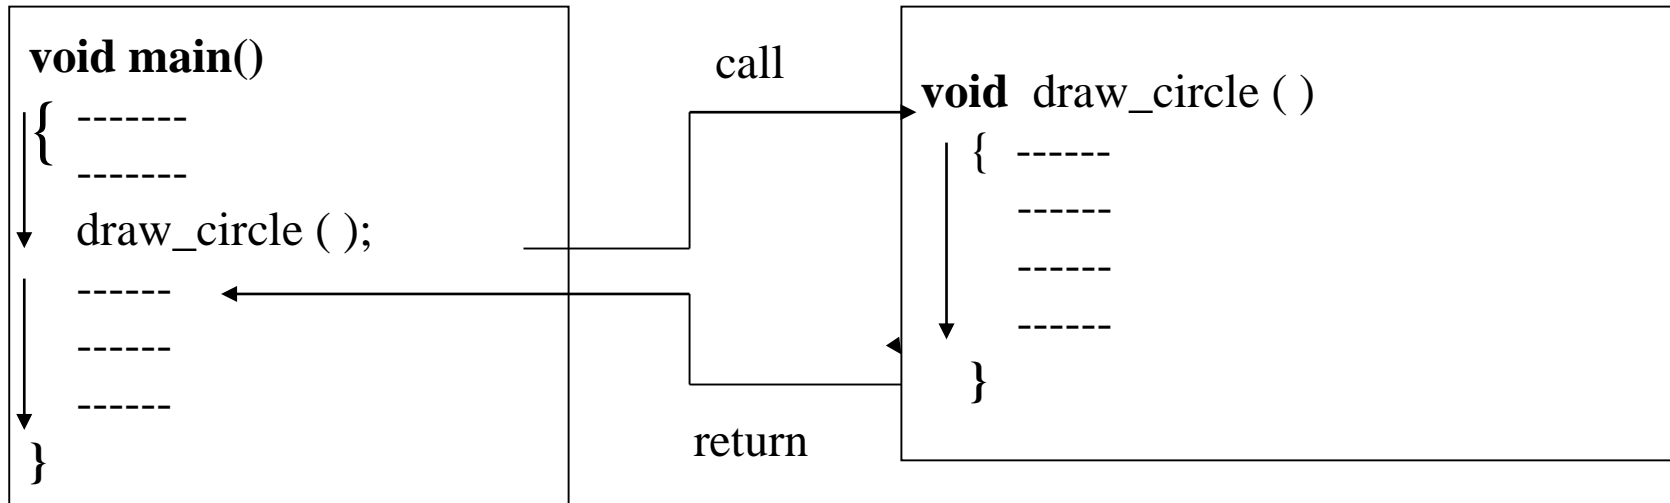 void main()
{ -------
-------
draw_circle ( );
------
------
------
}
call
return
void draw_circle ( )
{ ------
------
------
------
}